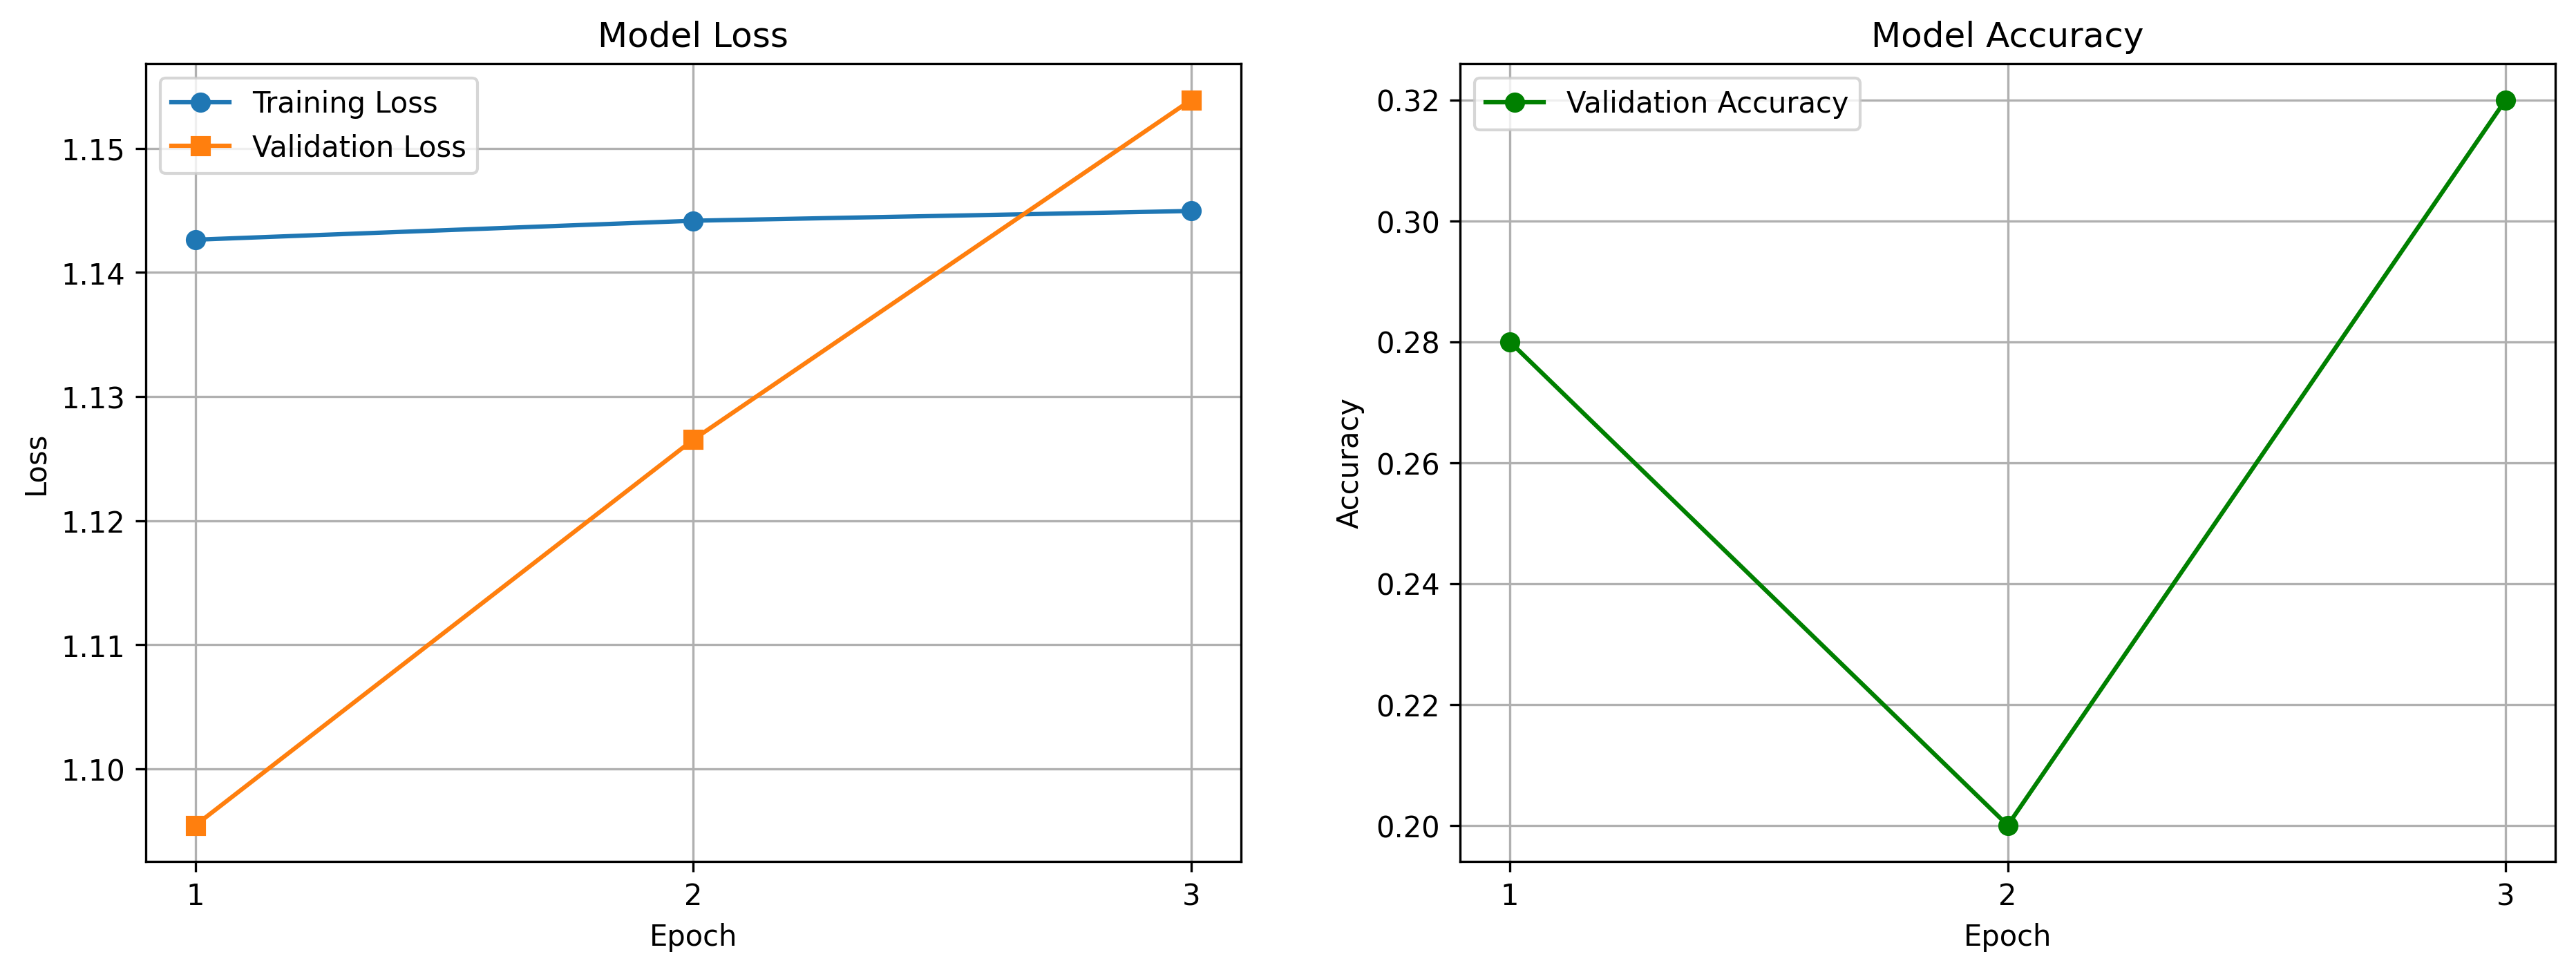 Model Loss
Training Loss
Validation Loss
1.15
1.14
1.13
1.12
1.11
1.10
Loss
1
2
3
Epoch
Model Accuracy
Validation Accuracy
0.32
0.30
0.28
0.26
0.24
0.22
0.20
Accuracy
1
2
3
Epoch